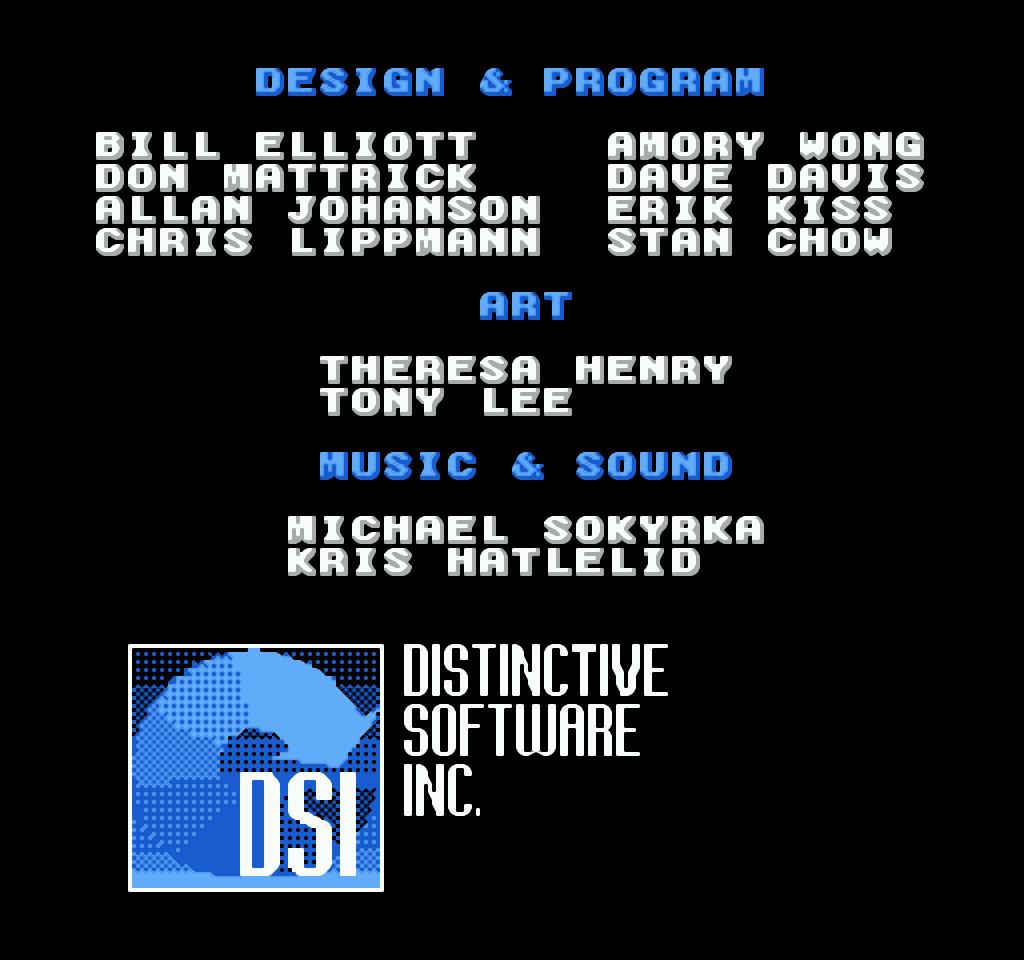 DESIGN & PROGRAM
BILL ELLIOTT AMORY WONG
DON MATTRICK DAVE DAVIS
ALLAN JOHANSON ERIK KISS
CHRIS LIPPMANN STAN CHOW
ART
THERESA HENRY
TONY LEE
MUSIC & SOUND
MICHAEL SOKYRKA
KRIS HATLELID
DSI
DISTINCTIVE
SOFTWARE
INC.